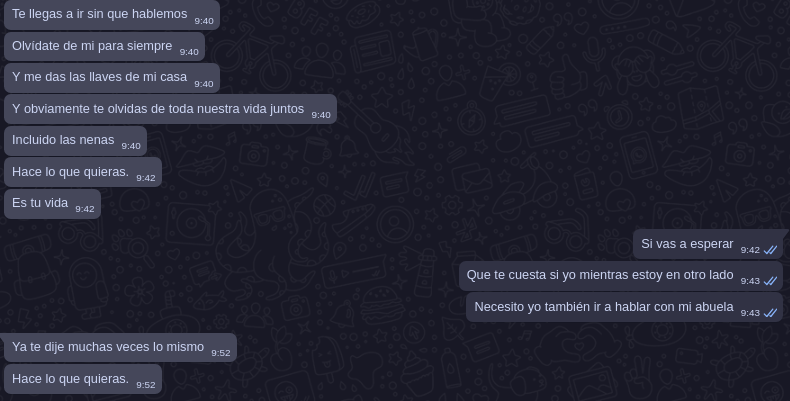 Te llegas a ir sin que hablemos 9:40
Olvídate de mi para siempre 9:40
Y me das las llaves de mi casa 9:40
Y obviamente te olvidas de toda nuestra vida juntos 9:40
Incluido las nenas 9:40
Hace lo que quieras. 9:42
Es tu vida 9:42
Si vas a esperar 9:42
Que te cuesta si yo mientras estoy en otro lado 9:43
Necesito yo también ir a hablar con mi abuela 9:43
Ya te dije muchas veces lo mismo 9:52
Hace lo que quieras. 9:52